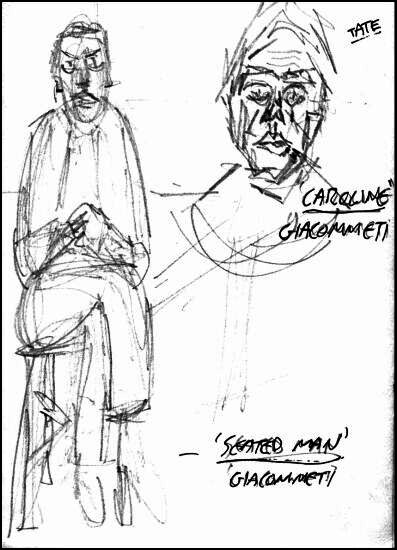 TATE
CAROLINE"
GIACOMMETI
- 'SEATED MAN'
GIACOMMETI